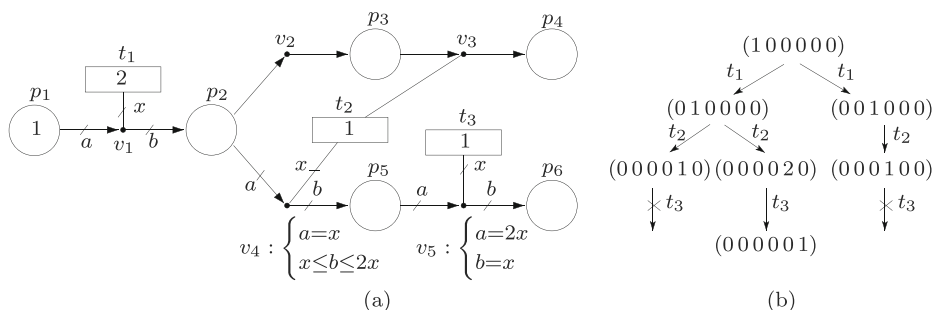 p1
1
t1
2
x
a
v1
b
p2
v2
p3
v3
p4
t2
1
x
a
b
p5
a
t3
1
x
b
p6
v4 : { a=x
x≤b≤2x
v5 : { a=2x
b=x
(a)
(1 0 0 0 0 0)
t1 t1
(0 1 0 0 0 0) (0 0 1 0 0 0)
t2 t2 t2
(0 0 0 0 1 0) (0 0 0 0 2 0) (0 0 0 1 0 0)
t3 t3 t3
(0 0 0 0 0 1)
(b)